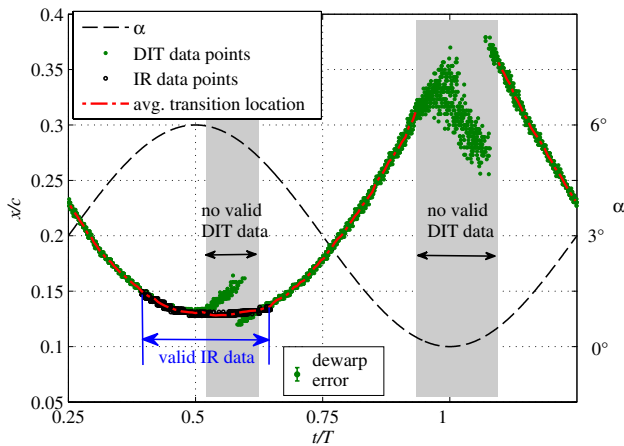 0.4
0.35
0.3
0.25
0.2
0.15
0.1
0.05
x/c
α
DIT data points
IR data points
avg. transition location
6°
3°
0°
α
no valid
DIT data
no valid
DIT data
valid IR data
dewarp
error
0.25
0.5
0.75
1
t/T